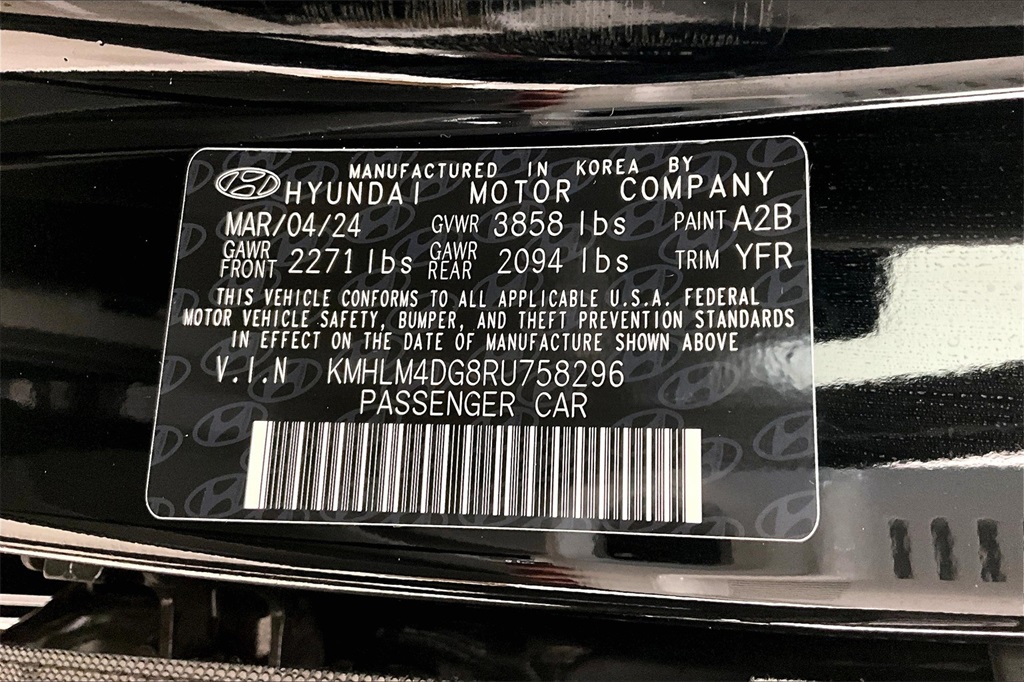 MANUFACTURED IN KOREA BY
HYUNDAI MOTOR COMPANY
MAR/04/24 GVWR 3858 lbs PAINT A2B
GAWR FRONT 2271 lbs GAWR REAR 2094 lbs TRIM YFR
THIS VEHICLE CONFORMS TO ALL APPLICABLE U.S.A. FEDERAL
MOTOR VEHICLE SAFETY, BUMPER, AND THEFT PREVENTION STANDARDS
IN EFFECT ON THE DATE OF MANUFACTURE SHOWN ABOVE
V.I.N KMHLM4DG8RU758296
PASSENGER CAR